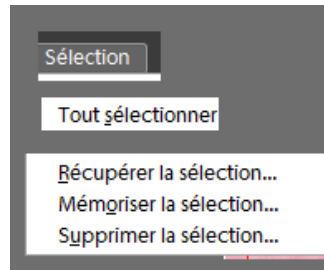 Sélection
Tout sélectionner
Récupérer la sélection...
Mémoriser la sélection...
Supprimer la sélection...